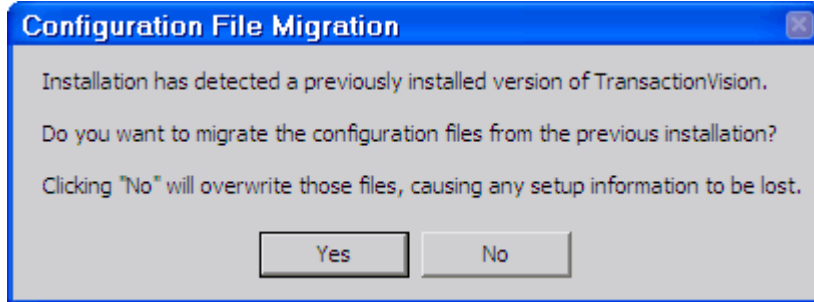 Configuration File Migration
Installation has detected a previously installed version of TransactionVision.
Do you want to migrate the configuration files from the previous installation?
Clicking "No" will overwrite those files, causing any setup information to be lost.
Yes No